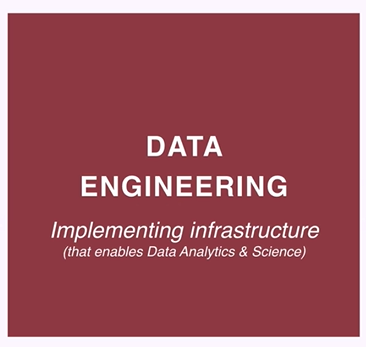 DATA
ENGINEERING
Implementing infrastructure
(that enables Data Analytics & Science)